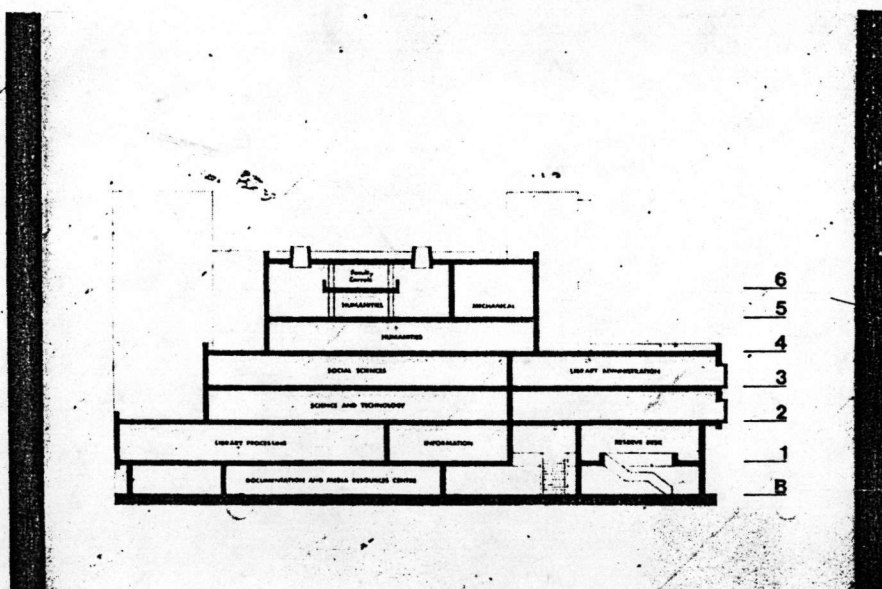 6
Faculty
Carrels
HUMANITIES
MECHANICAL
5
HUMANITIES
4
SOCIAL SCIENCES
LIBRARY ADMINISTRATION
3
SCIENCE AND TECHNOLOGY
2
LIBRARY PROCESSING
INFORMATION
RESERVE DESK
1
DOCUMENTATION AND MEDIA RESOURCES CENTRE
B